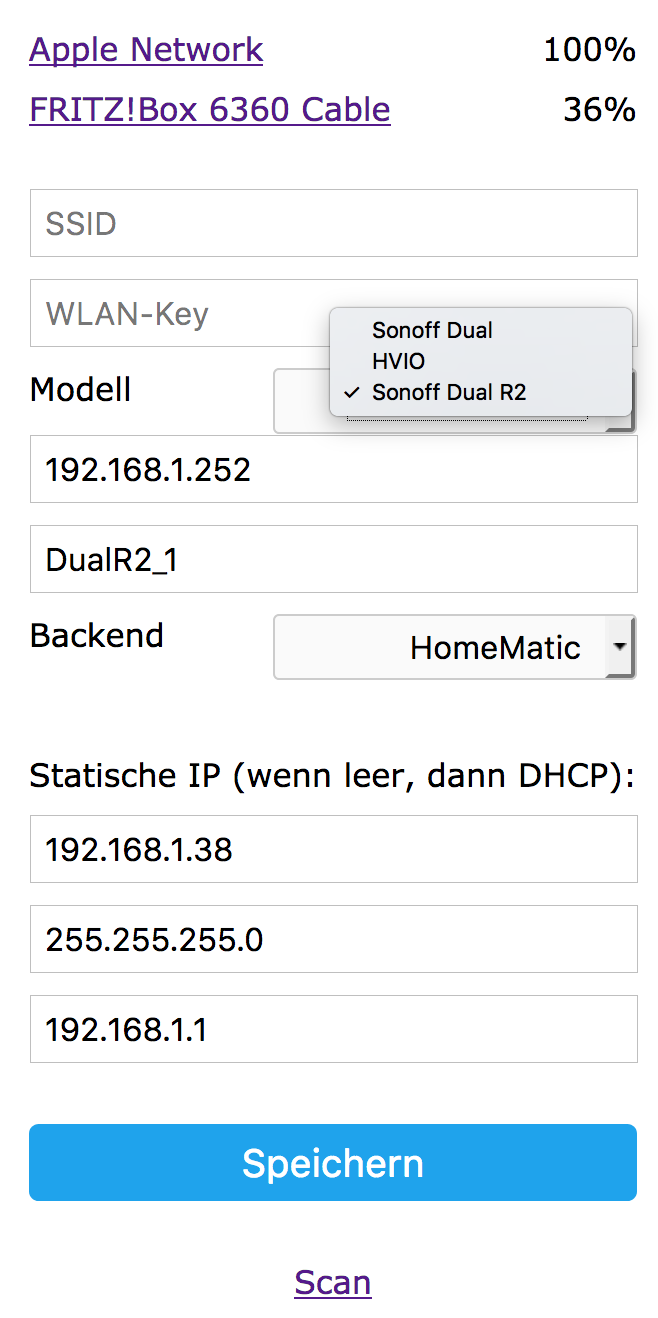 Apple Network 100%
FRITZ!Box 6360 Cable 36%
SSID
WLAN-Key
Sonoff Dual
HVIO
Modell ✓ Sonoff Dual R2
192.168.1.252
DualR2_1
Backend HomeMatic
Statische IP (wenn leer, dann DHCP):
192.168.1.38
255.255.255.0
192.168.1.1
Speichern
Scan